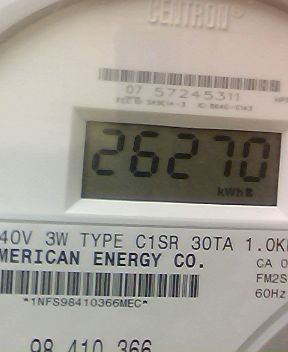 CENTRON®
07 57245311
26270
kWh
40V 3W TYPE C1SR 30TA 1.0K
MERICAN ENERGY CO.
CA 0
FM2S
60Hz
*1NFS98410366MEC*
98 410 366